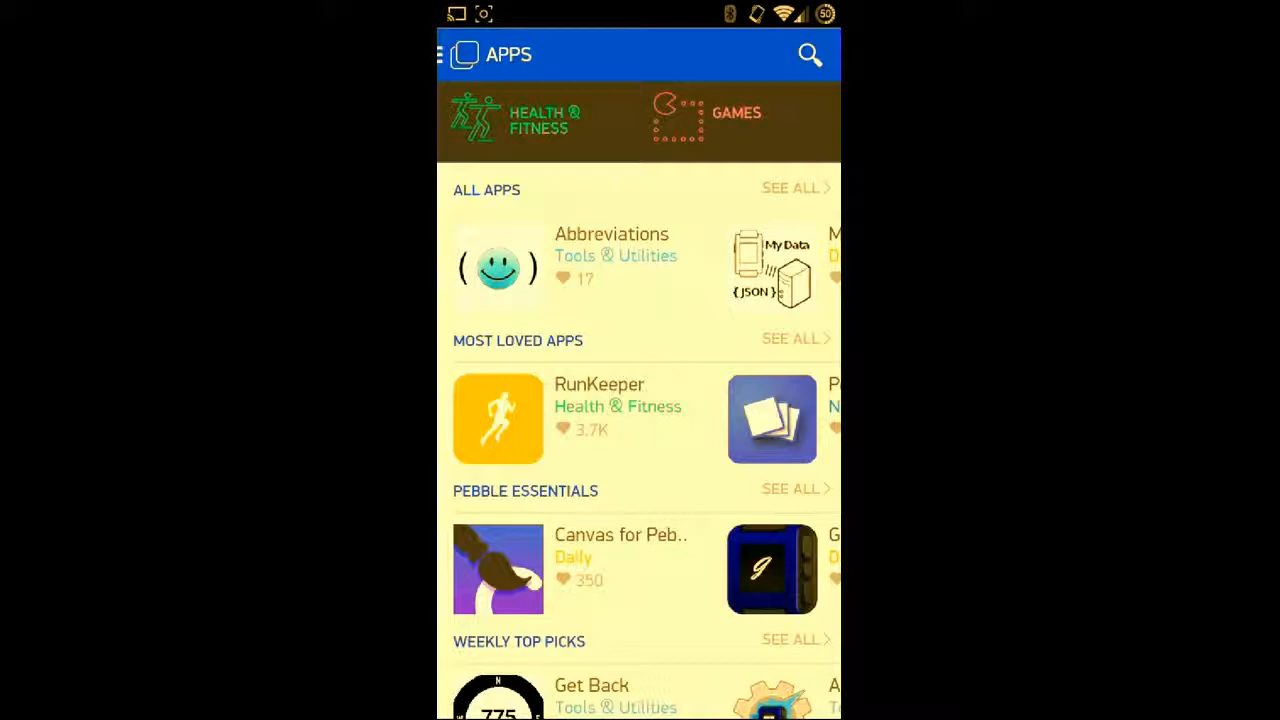 50
APPS
HEALTH &
FITNESS
GAMES
ALL APPS
SEE ALL
Abbreviations
Tools & Utilities
17
My Data
{JSON}
M
D
MOST LOVED APPS
SEE ALL
RunKeeper
Health & Fitness
3.7K
P
N
PEBBLE ESSENTIALS
SEE ALL
Canvas for Peb..
Daily
350
g
G
D
WEEKLY TOP PICKS
SEE ALL
Get Back
Tools & Utilities
N
775
A
T